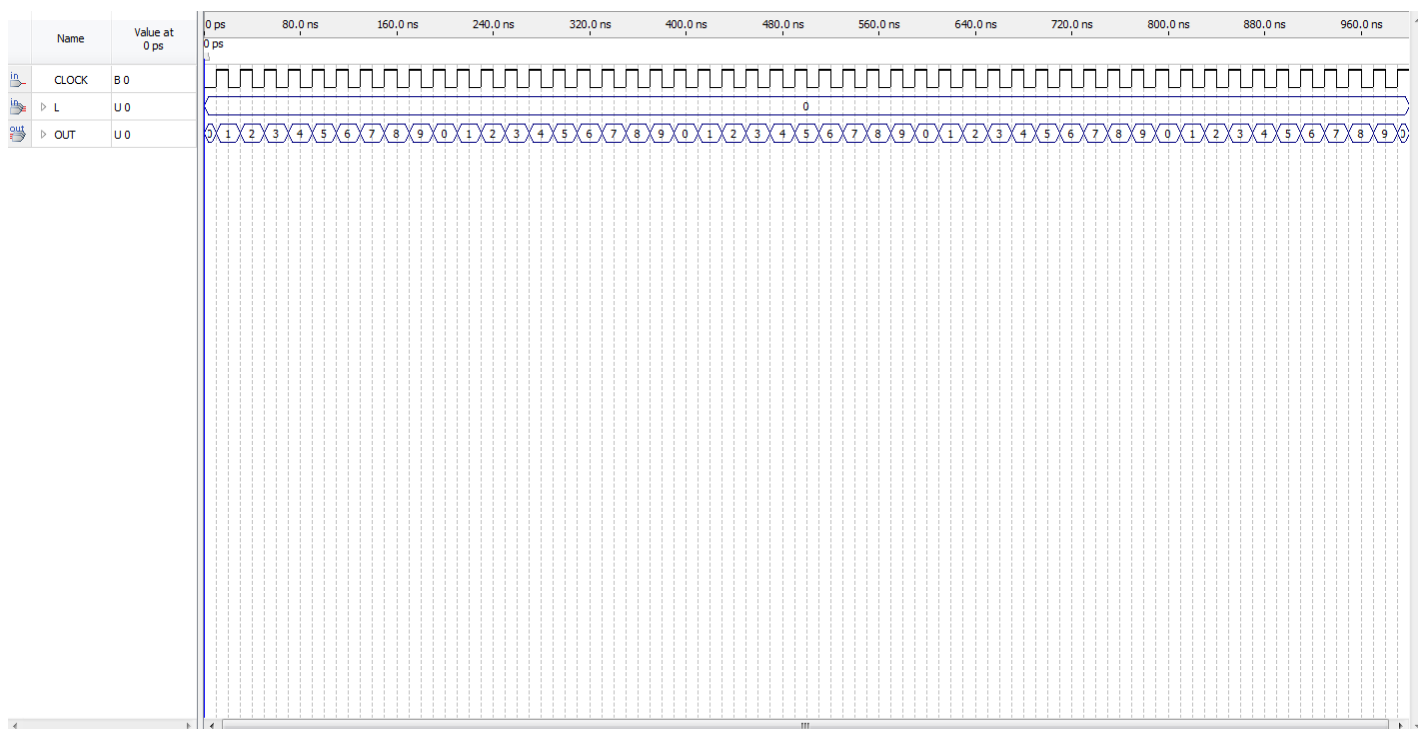 Name Value at 0 ps 0 ps 80.0 ns 160.0 ns 240.0 ns 320.0 ns 400.0 ns 480.0 ns 560.0 ns 640.0 ns 720.0 ns 800.0 ns 880.0 ns 960.0 ns
0 ps
in CLOCK B 0
in L U 0 0
out OUT U 0 0 1 2 3 4 5 6 7 8 9 0 1 2 3 4 5 6 7 8 9 0 1 2 3 4 5 6 7 8 9 0 1 2 3 4 5 6 7 8 9 0 1 2 3 4 5 6 7 8 9 0